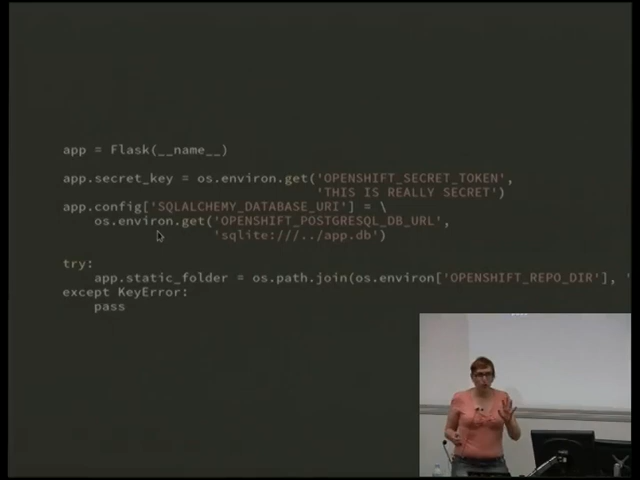 app = Flask(__name__)
app.secret_key = os.environ.get('OPENSHIFT_SECRET_TOKEN',
'THIS IS REALLY SECRET')
app.config['SQLALCHEMY_DATABASE_URI'] = \
os.environ.get('OPENSHIFT_POSTGRESQL_DB_URL',
'sqlite:///../app.db')
try:
app.static_folder = os.path.join(os.environ['OPENSHIFT_REPO_DIR'], '
except KeyError:
pass